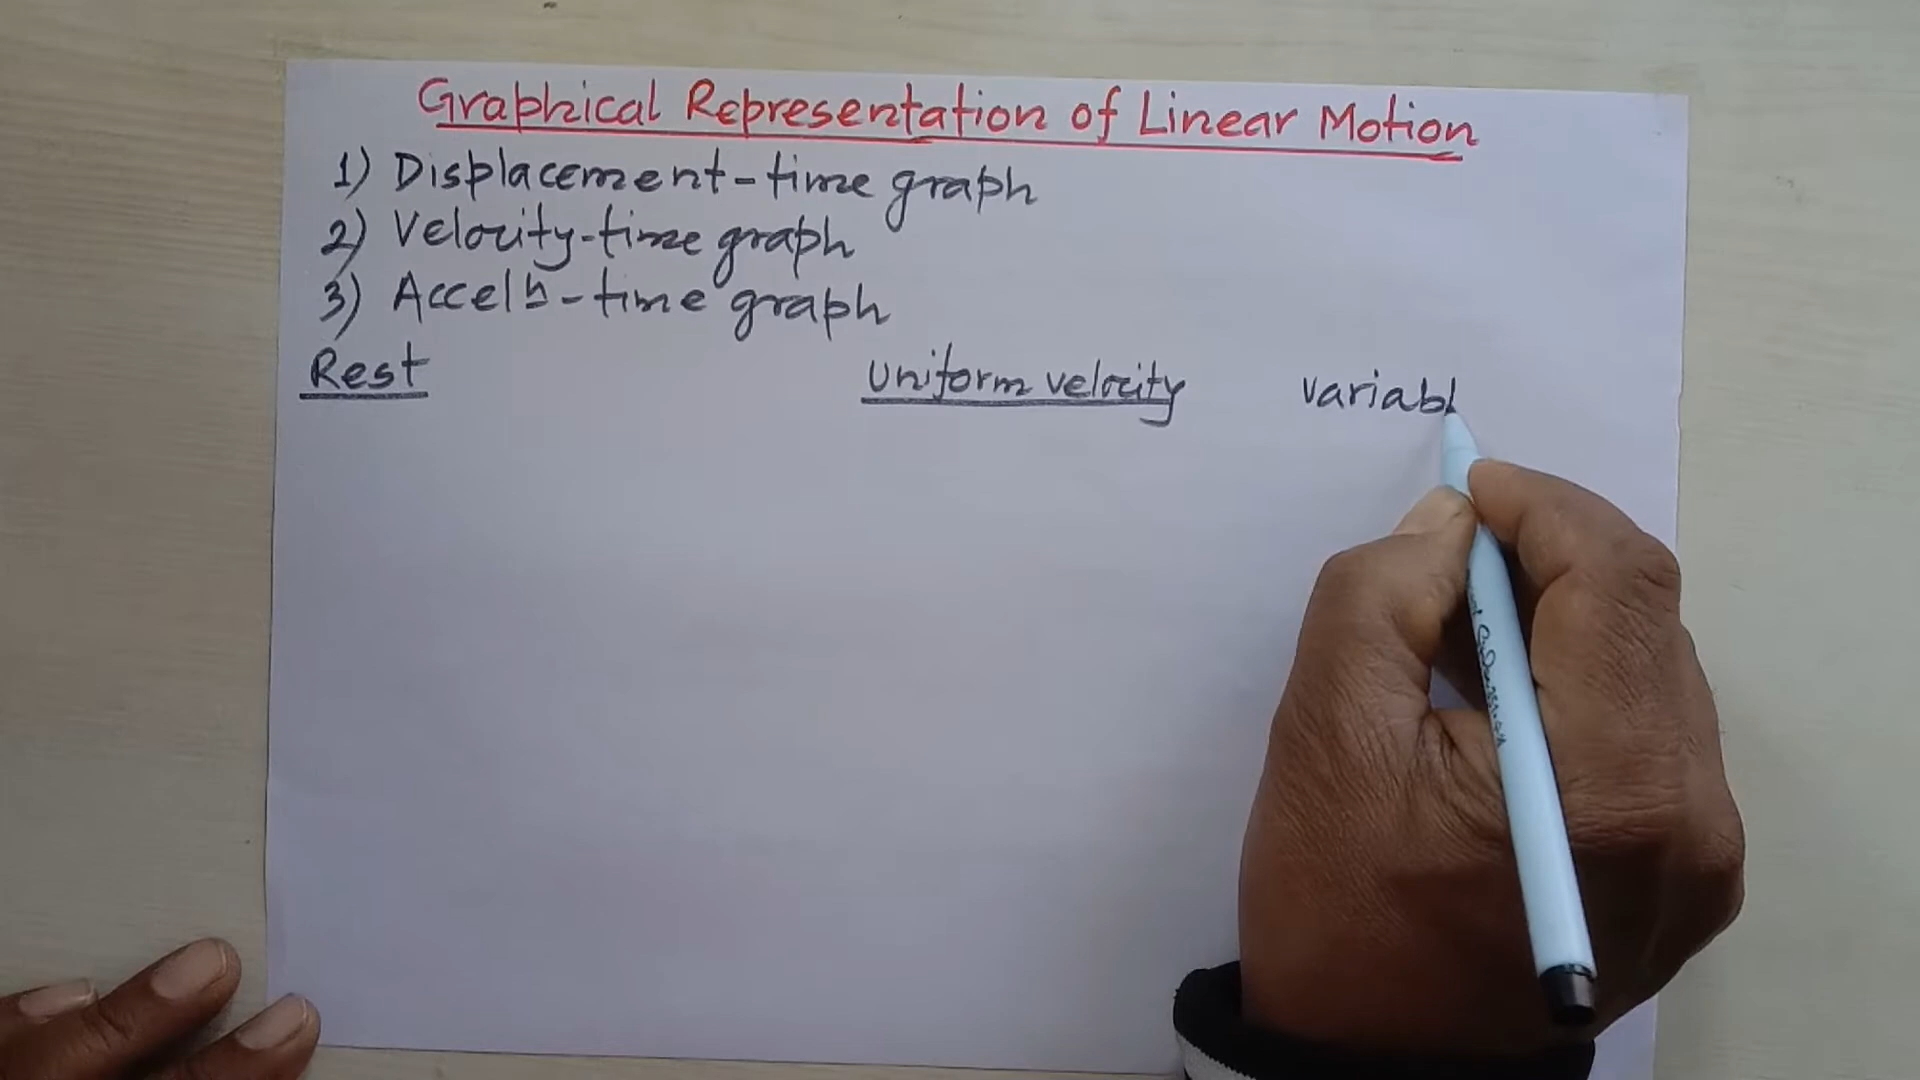 Graphical Representation of Linear Motion
1) Displacement-time graph
2) Velocity-time graph
3) Acceln-time graph
Rest Uniform velocity variabl